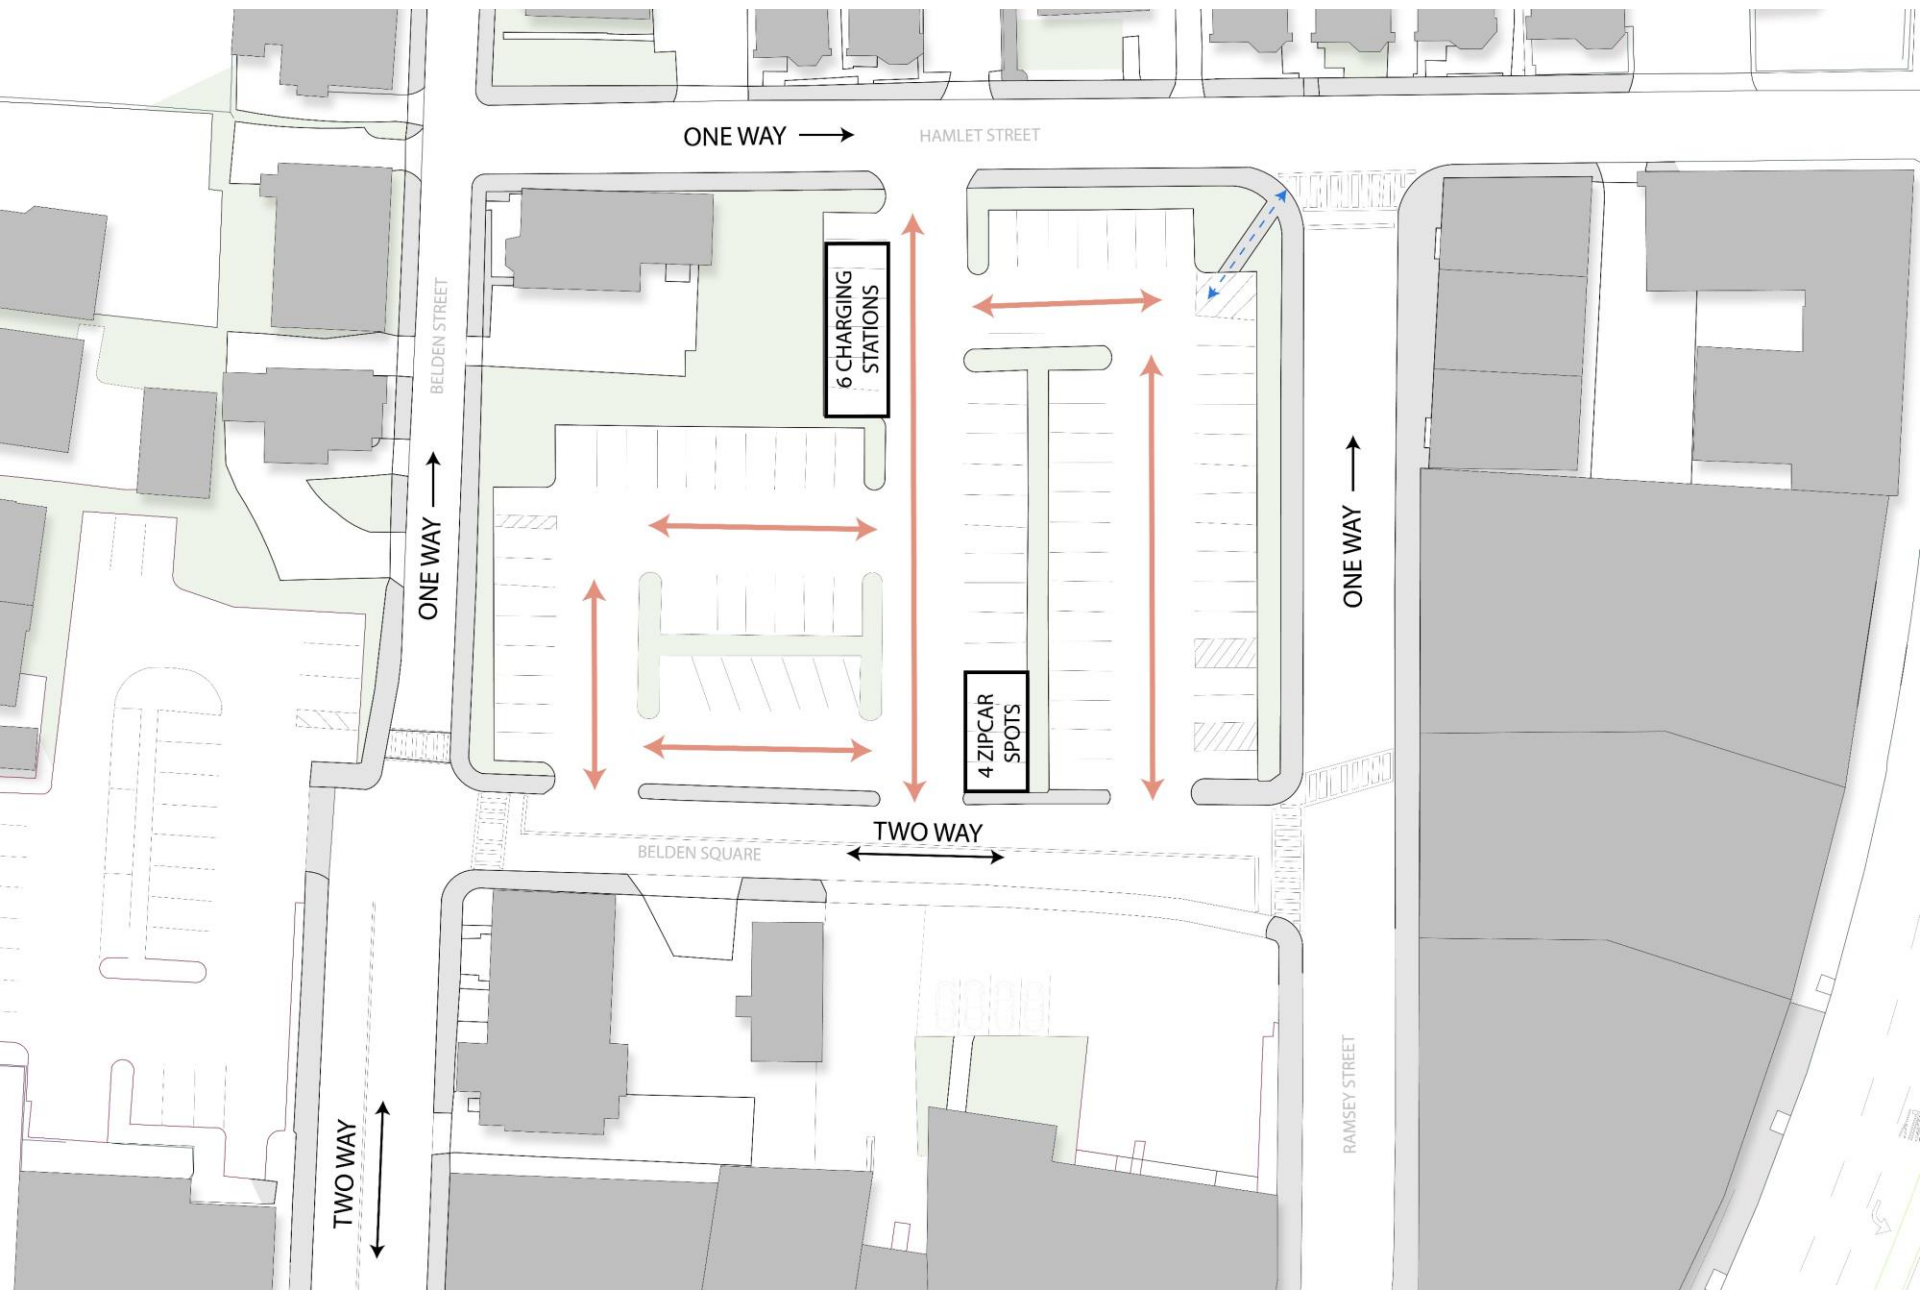 ONE WAY
HAMLET STREET
6 CHARGING
STATIONS
BELDEN STREET
ONE WAY
ONE WAY
4 ZIPCAR
SPOTS
TWO WAY
BELDEN SQUARE
RAMSEY STREET
TWO WAY